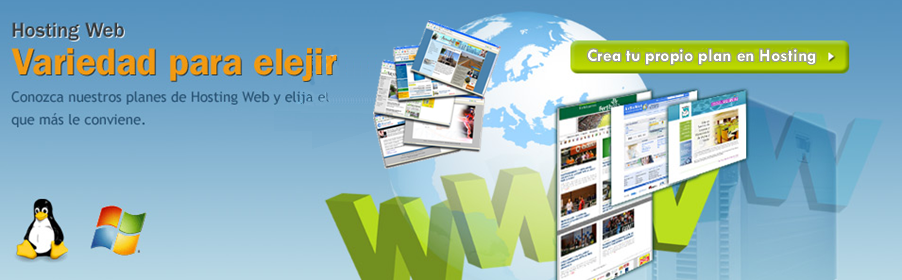 Hosting Web
Variedad para elejir
Conozca nuestros planes de Hosting Web y elija el
que más le conviene.
Crea tu propio plan en Hosting
WWW